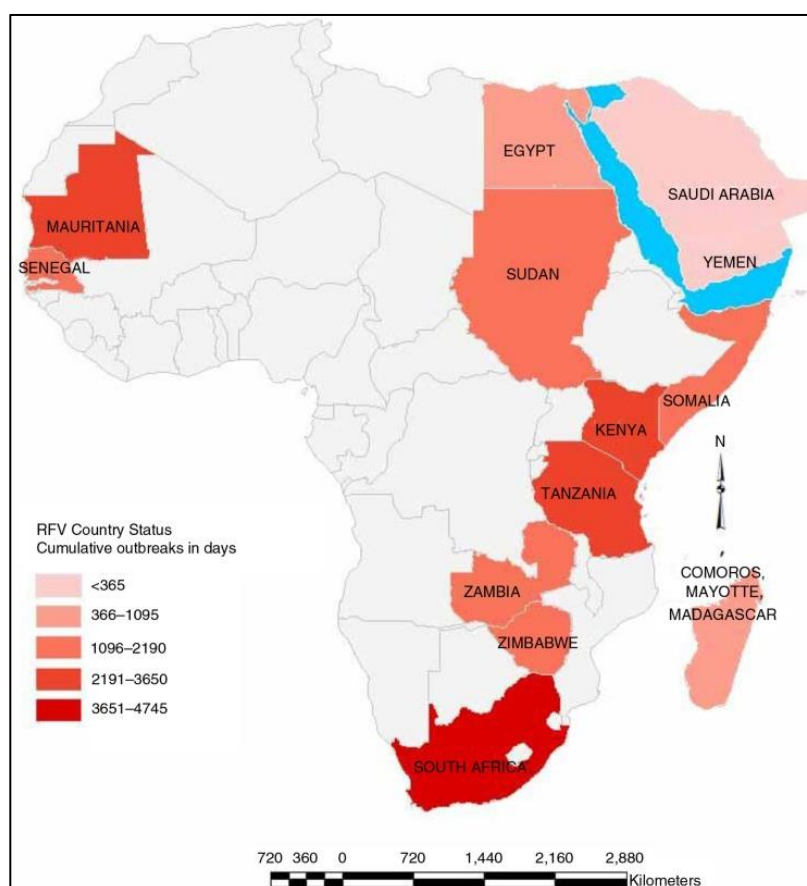 EGYPT
SAUDI ARABIA
MAURITANIA
SENEGAL
SUDAN
YEMEN
SOMALIA
KENYA
N
TANZANIA
RFV Country Status
Cumulative outbreaks in days
<365
366–1095
1096–2190
2191–3650
3651–4745
ZAMBIA
COMOROS,
MAYOTTE,
MADAGASCAR
ZIMBABWE
SOUTH AFRICA
720 360 0 720 1,440 2,160 2,880
Kilometers